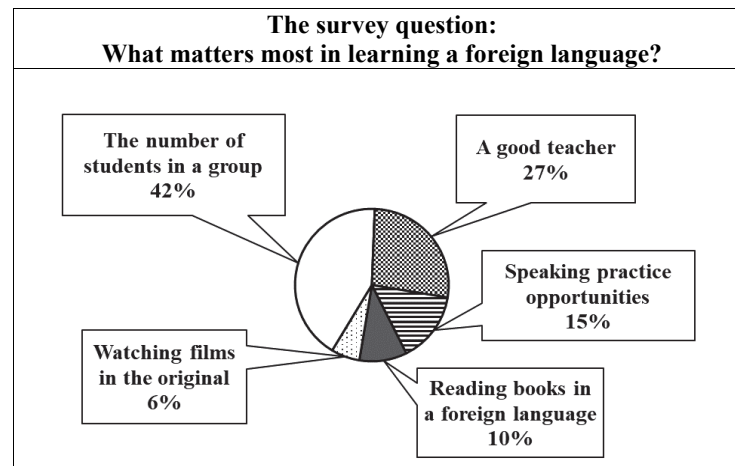 The survey question:
What matters most in learning a foreign language?
The number of
students in a group
42%
A good teacher
27%
Speaking practice
opportunities
15%
Watching films
in the original
6%
Reading books in
a foreign language
10%